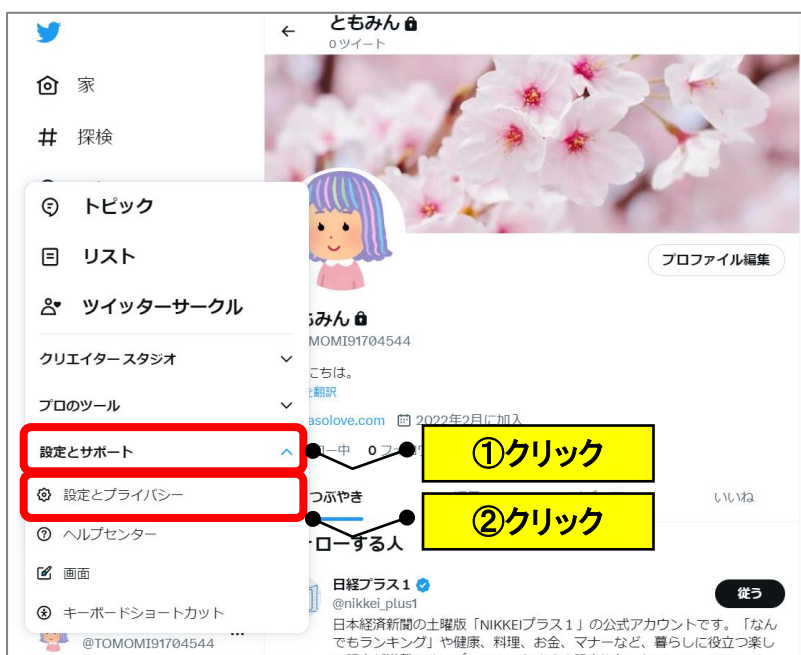 ともみん
0ツイート
家
探検
トピック
リスト
ツイッターサークル
クリエイター スタジオ
プロのツール
設定とサポート
設定とプライバシー
ヘルプセンター
画面
キーボードショートカット
@TOMOMI91704544
プロファイル編集
みん
MOMI91704544
にちは。
翻訳
asolove.com 2022年2月に加入
ー中 0フ
①クリック
つぶやき
いいね
②クリック
ローする人
日経プラス1
@nikkei_plus1
従う
日本経済新聞の土曜版「NIKKEIプラス1」の公式アカウントです。「なん
でもランキング」や健康、料理、お金、マナーなど、暮らしに役立つ楽し